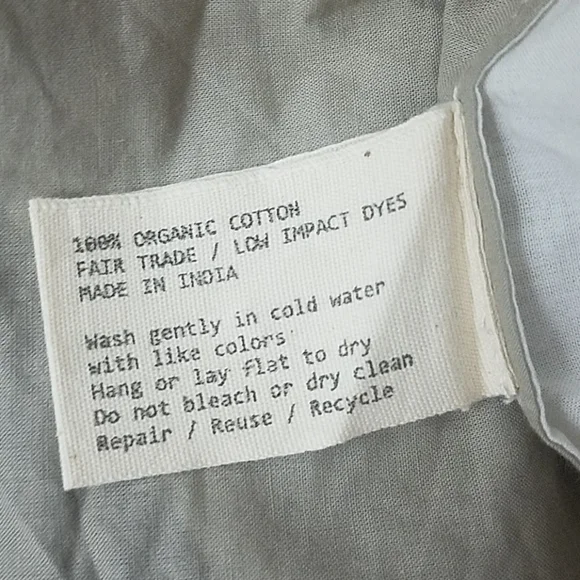 100% ORGANIC COTTON
FAIR TRADE / LOW IMPACT DYES
MADE IN INDIA
Wash gently in cold water
with like colors
Hang or lay flat to dry
Do not bleach or dry clean
Repair / Reuse / Recycle